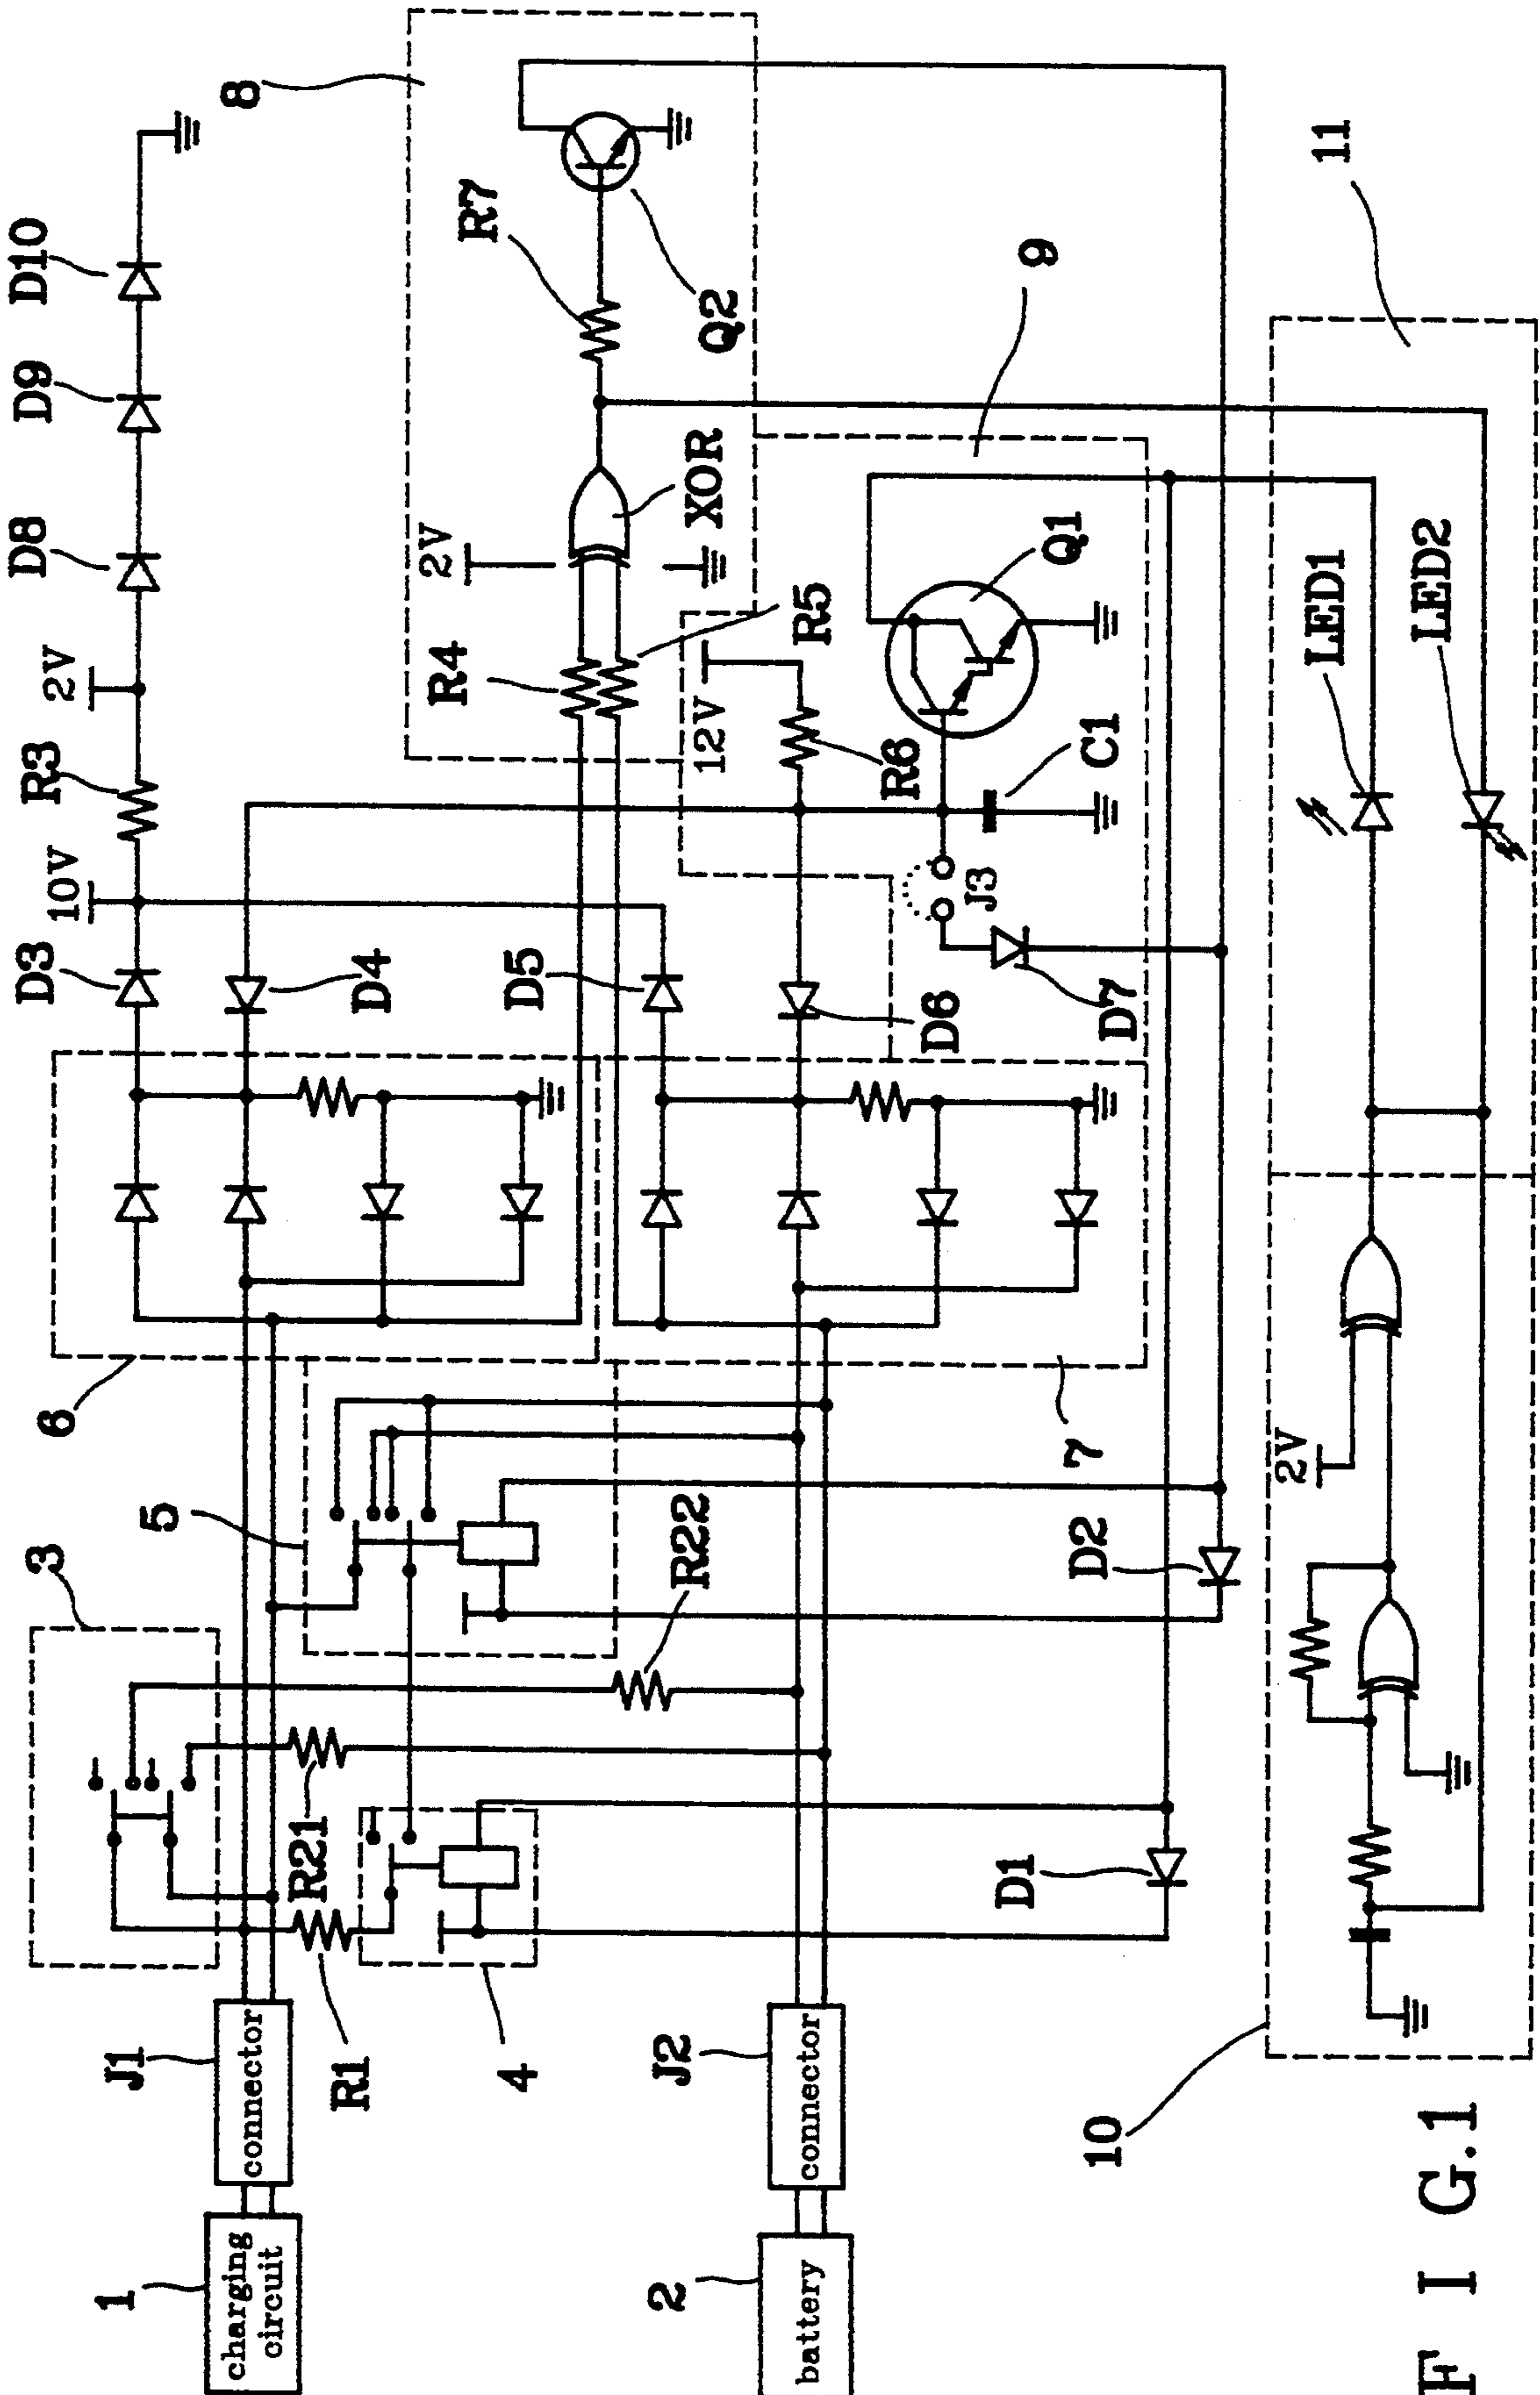 D3
R3
D8
D9
D10
10V
2V
8
D4
3
6
5
R4
2V
XOR
R7
Q2
D5
R5
12V
R6
J1
connector
1
charging
circuit
R1
R21
4
R22
D6
D7
J3
C1
Q1
9
7
J2
connector
2
battery
D1
D2
10
2V
LED1
LED2
11
F I G.1